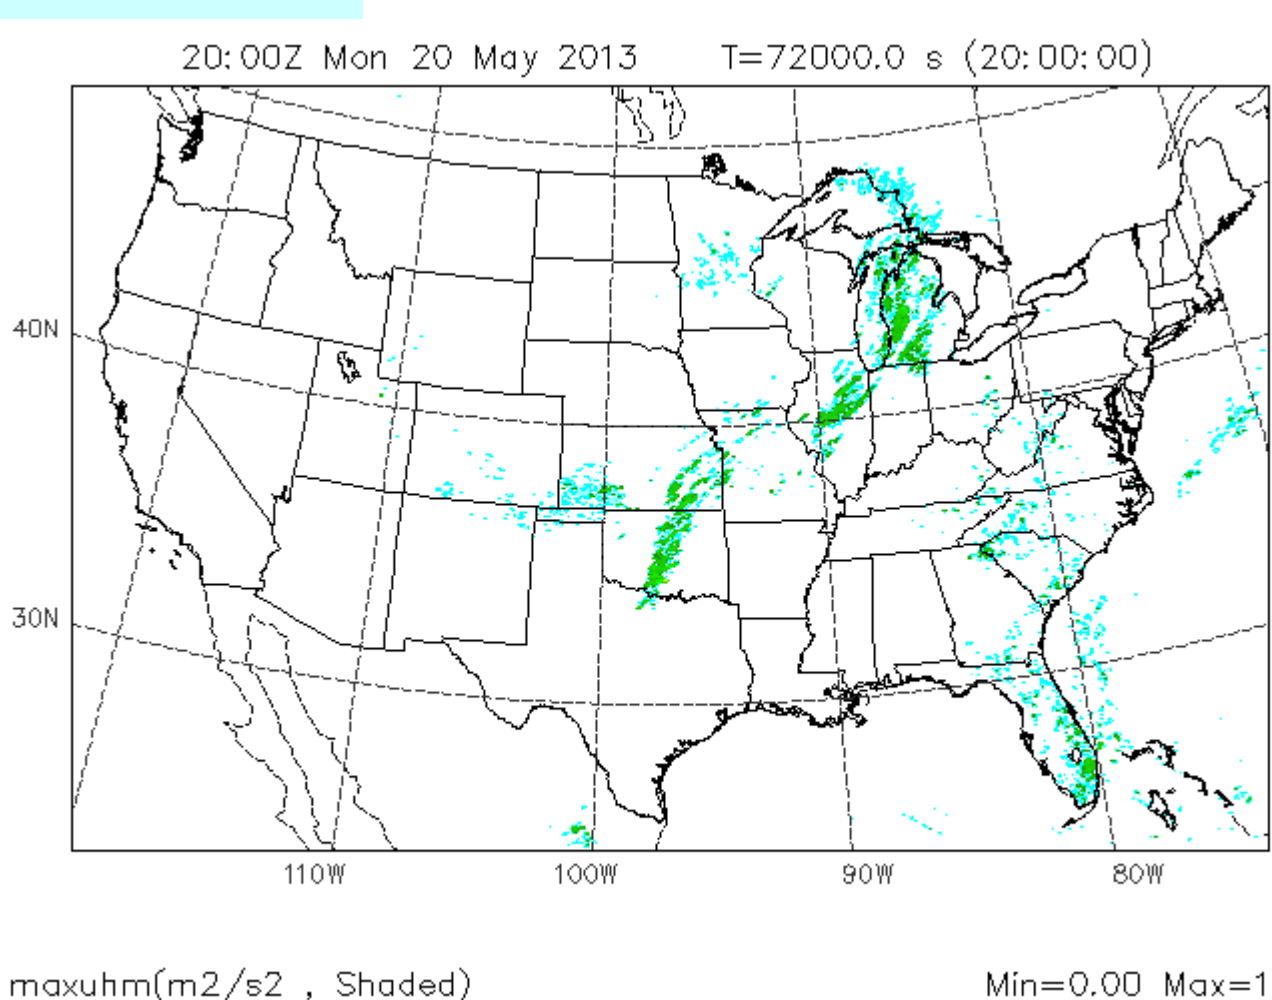 20:00Z Mon 20 May 2013 T=72000.0 s (20:00:00)
40N
30N
110W 100W 90W 80W
maxuhm(m2/s2 , Shaded) Min=0.00 Max=1